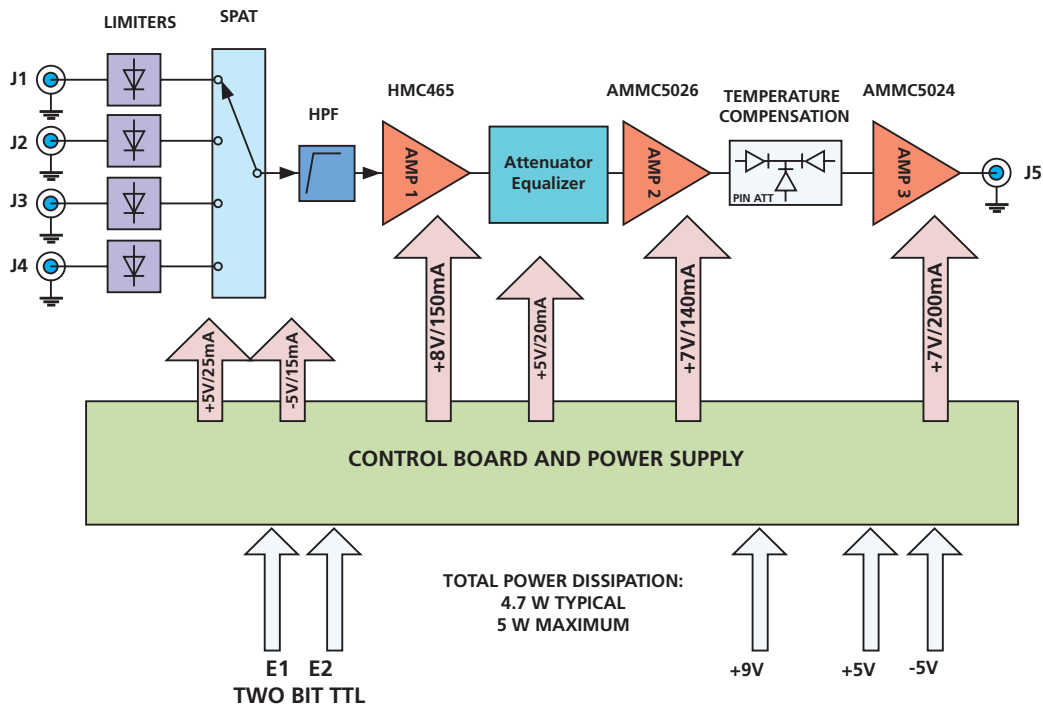 LIMITERS
SPAT
J1
J2
J3
J4
HPF
HMC465
AMP 1
Attenuator
Equalizer
AMMC5026
AMP 2
TEMPERATURE
COMPENSATION
PIN ATT
AMMC5024
AMP 3
J5
+5V/25mA
-5V/15mA
+8V/150mA
+5V/20mA
+7V/140mA
+7V/200mA
CONTROL BOARD AND POWER SUPPLY
TOTAL POWER DISSIPATION:
4.7 W TYPICAL
5 W MAXIMUM
E1 E2
TWO BIT TTL
+9V
+5V
-5V